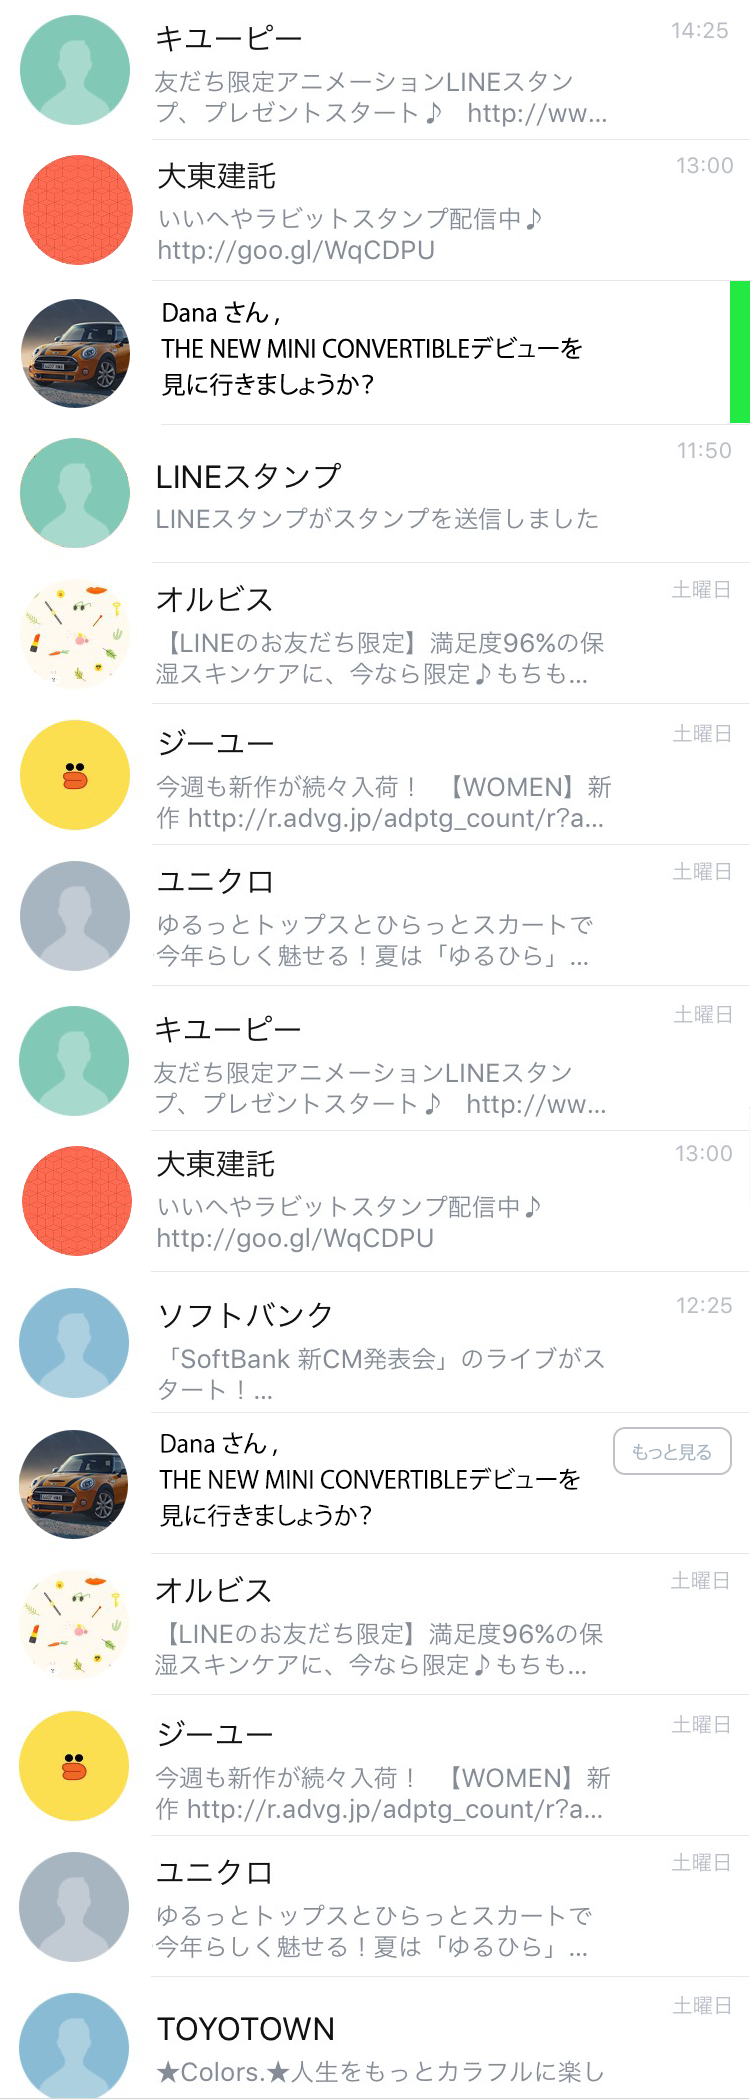 キユーピー
14:25
友だち限定アニメーションLINEスタン
プ、プレゼントスタート♪ http://ww...
大東建託
13:00
いいへやラビットスタンプ配信中♪
http://goo.gl/WqCDPU
Dana さん ,
THE NEW MINI CONVERTIBLEデビューを
見に行きましょうか？
11:50
LINEスタンプ
LINEスタンプがスタンプを送信しました
土曜日
オルビス
【LINEのお友だち限定】満足度96%の保
湿スキンケアに、今なら限定♪もちも...
土曜日
ジーユー
今週も新作が続々入荷！ 【WOMEN】新
作 http://r.advg.jp/adptg_count/r?a...
土曜日
ユニクロ
ゆるっとトップスとひらっとスカートで
今年らしく魅せる！夏は「ゆるひら」...
土曜日
キユーピー
友だち限定アニメーションLINEスタン
プ、プレゼントスタート♪ http://ww...
13:00
大東建託
いいへやラビットスタンプ配信中♪
http://goo.gl/WqCDPU
12:25
ソフトバンク
「SoftBank 新CM発表会」のライブがス
タート！...
Dana さん ,
もっと見る
THE NEW MINI CONVERTIBLEデビューを
見に行きましょうか？
土曜日
オルビス
【LINEのお友だち限定】満足度96%の保
湿スキンケアに、今なら限定♪もちも...
土曜日
ジーユー
今週も新作が続々入荷！ 【WOMEN】新
作 http://r.advg.jp/adptg_count/r?a...
土曜日
ユニクロ
ゆるっとトップスとひらっとスカートで
今年らしく魅せる！夏は「ゆるひら」...
土曜日
TOYOTOWN
★Colors.★人生をもっとカラフルに楽し